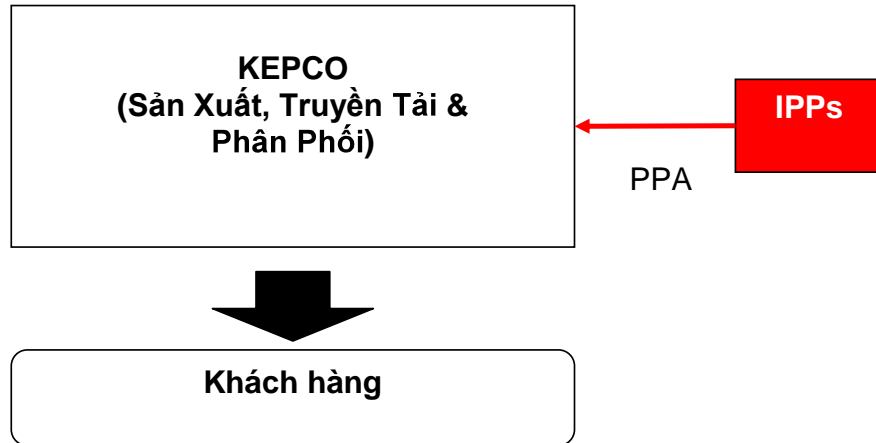 KEPCO
(Sản Xuất, Truyền Tải &
Phân Phối)
IPPs
PPA
Khách hàng